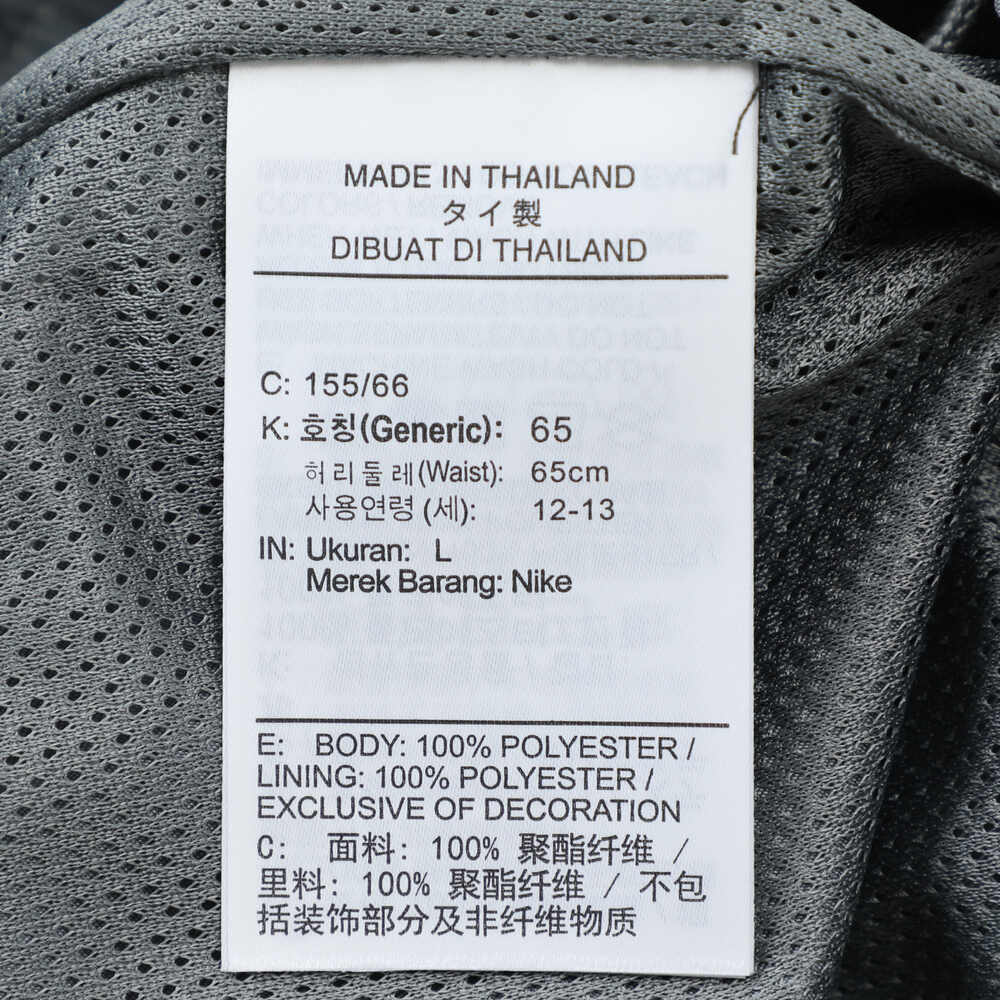 MADE IN THAILAND
タイ製
DIBUAT DI THAILAND
C: 155/66
K: 호칭(Generic): 65
허리둘레(Waist): 65cm
사용연령(세): 12-13
IN: Ukuran: L
Merek Barang: Nike
E: BODY: 100% POLYESTER /
LINING: 100% POLYESTER /
EXCLUSIVE OF DECORATION
C: 面料: 100% 聚酯纤维 /
里料: 100% 聚酯纤维 / 不包
括装饰部分及非纤维物质